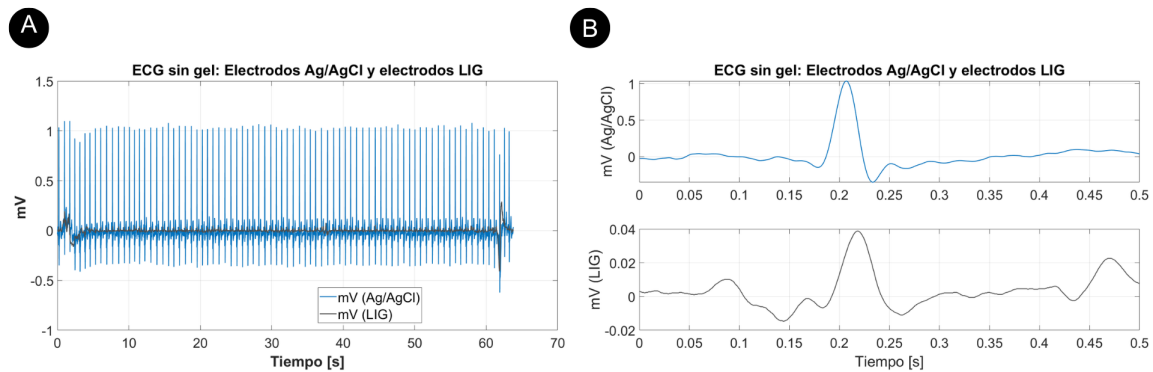 A
ECG sin gel: Electrodos Ag/AgCl y electrodos LIG
1.5
1
0.5
0
-0.5
-1
mV
mV (Ag/AgCl)
mV (LIG)
0 10 20 30 40 50 60 70
Tiempo [s]
B
ECG sin gel: Electrodos Ag/AgCl y electrodos LIG
mV (Ag/AgCl)
1
0.5
0
0 0.05 0.1 0.15 0.2 0.25 0.3 0.35 0.4 0.45 0.5
mV (LIG)
0.04
0.02
0
-0.02
0 0.05 0.1 0.15 0.2 0.25 0.3 0.35 0.4 0.45 0.5
Tiempo [s]